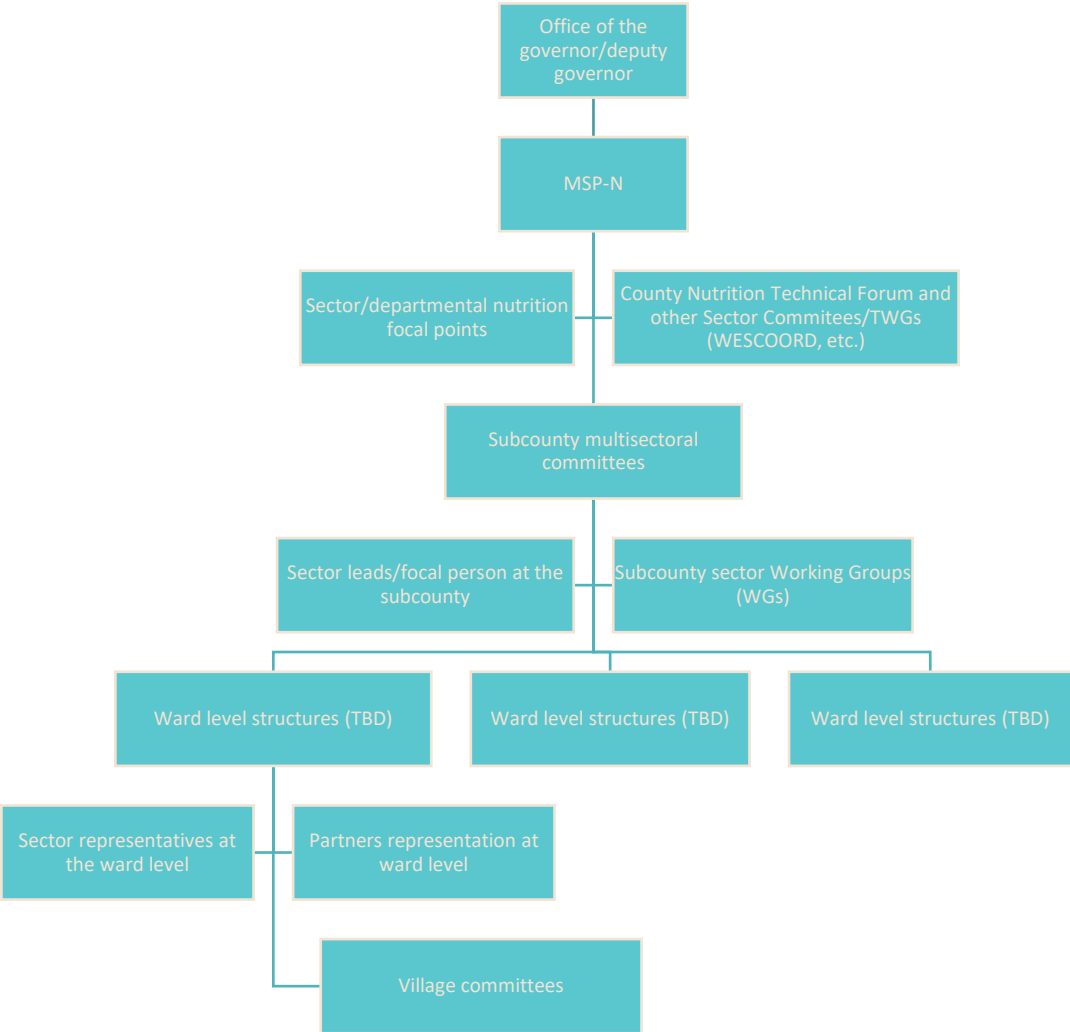 Office of the
governor/deputy
governor
MSP-N
Sector/departmental nutrition
focal points
County Nutrition Technical Forum and
other Sector Commitees/TWGs
(WESCOORD, etc.)
Subcounty multisectoral
committees
Sector leads/focal person at the
subcounty
Subcounty sector Working Groups
(WGs)
Ward level structures (TBD)
Ward level structures (TBD)
Ward level structures (TBD)
Sector representatives at
the ward level
Partners representation at
ward level
Village committees